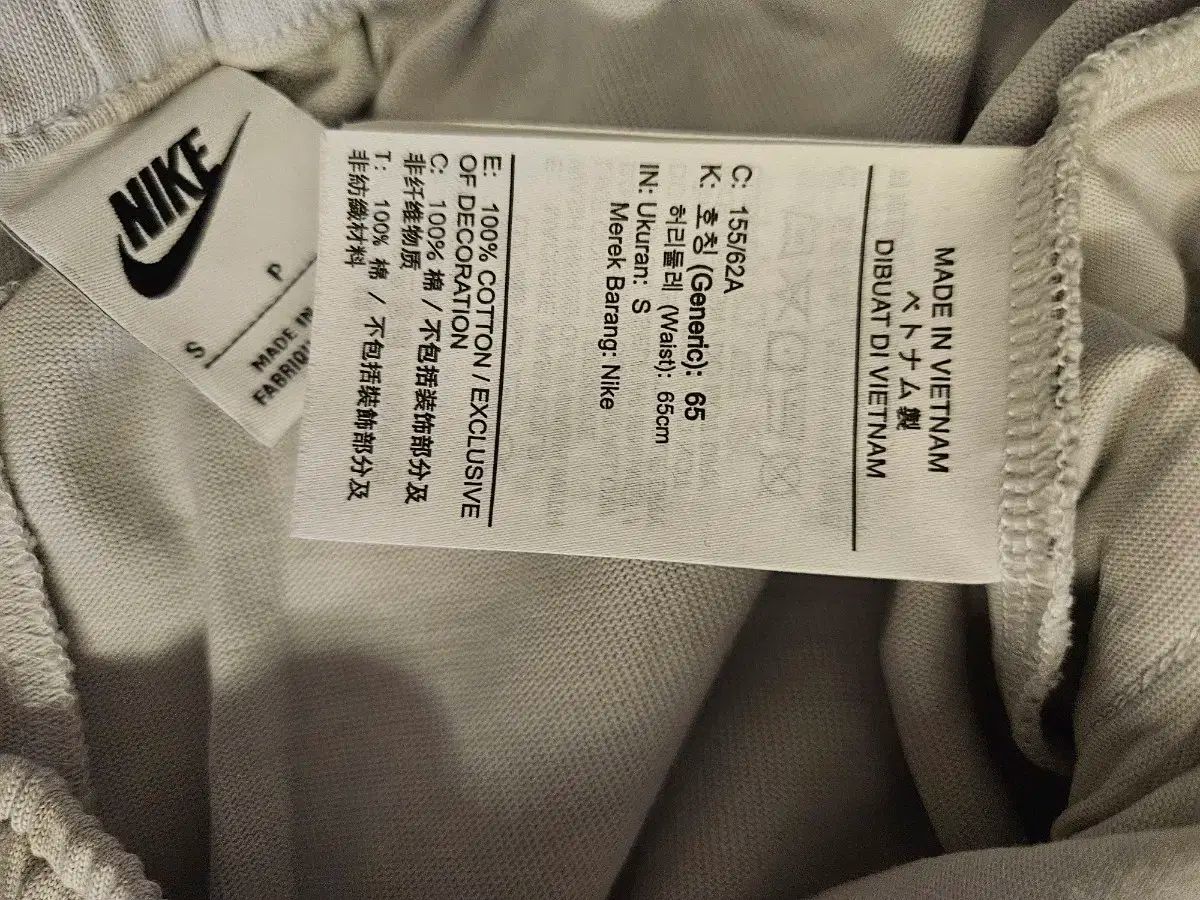 NIKE
S P
MADE IN
MADE IN VIETNAM
ベトナム製
DIBUAT DI VIETNAM
C: 155/62A
K: 호칭 (Generic): 65
허리둘레 (Waist): 65cm
IN: Ukuran: S
Merek Barang: Nike
E: 100% COTTON / EXCLUSIVE
OF DECORATION
C: 100% 棉 / 不包括装饰部分及
非纤维物质
T: 100% 棉 / 不包括裝飾部分及
非紡織材料